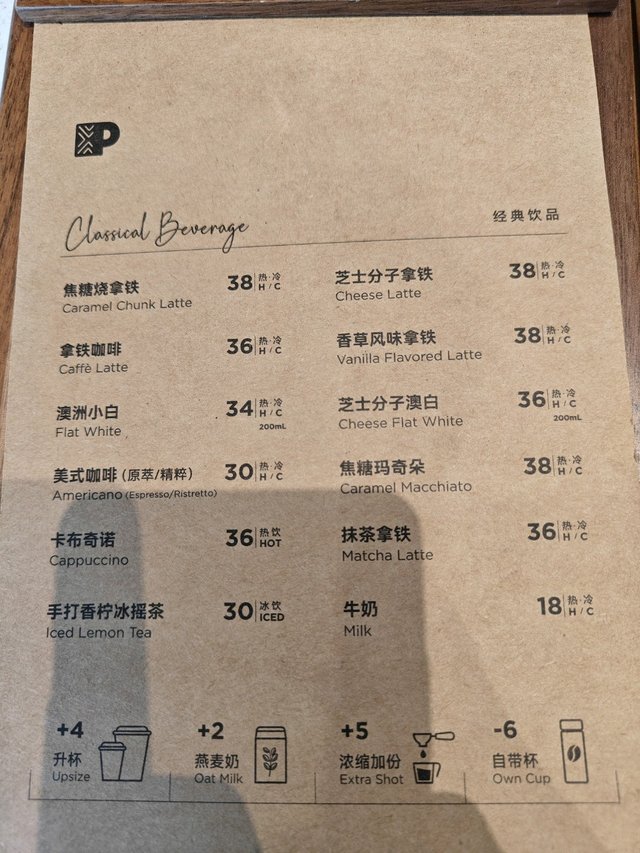 P
Classical Beverage
经典饮品
焦糖烧拿铁 38 热·冷
Caramel Chunk Latte H / C
拿铁咖啡 36 热·冷
Caffè Latte H / C
澳洲小白 34 热·冷
Flat White H / C
200mL
美式咖啡（原萃/精粹） 30 热·冷
Americano (Espresso/Ristretto) H / C
卡布奇诺 36 热饮
Cappuccino HOT
手打香柠冰摇茶 30 冰饮
Iced Lemon Tea ICED
芝士分子拿铁 38 热·冷
Cheese Latte H / C
香草风味拿铁 38 热·冷
Vanilla Flavored Latte H / C
芝士分子澳白 36 热·冷
Cheese Flat White H / C
200mL
焦糖玛奇朵 38 热·冷
Caramel Macchiato H / C
抹茶拿铁 36 热·冷
Matcha Latte H / C
牛奶 18 热·冷
Milk H / C
+4
升杯
Upsize
+2
燕麦奶
Oat Milk
+5
浓缩加份
Extra Shot
-6
自带杯
Own Cup